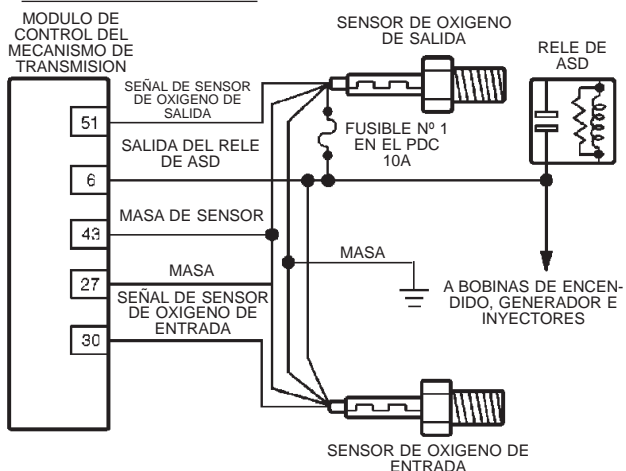 MODULO DE
CONTROL DEL
MECANISMO DE
TRANSMISION
SENSOR DE OXIGENO
DE SALIDA
RELE DE
ASD
SEÑAL DE SENSOR
DE OXIGENO DE
SALIDA
51
FUSIBLE Nº 1
EN EL PDC
10A
SALIDA DEL RELE
DE ASD
6
MASA DE SENSOR
43
MASA
MASA
27
A BOBINAS DE ENCEN-
DIDO, GENERADOR E
INYECTORES
SEÑAL DE SENSOR
DE OXIGENO DE
ENTRADA
30
SENSOR DE OXIGENO DE
ENTRADA